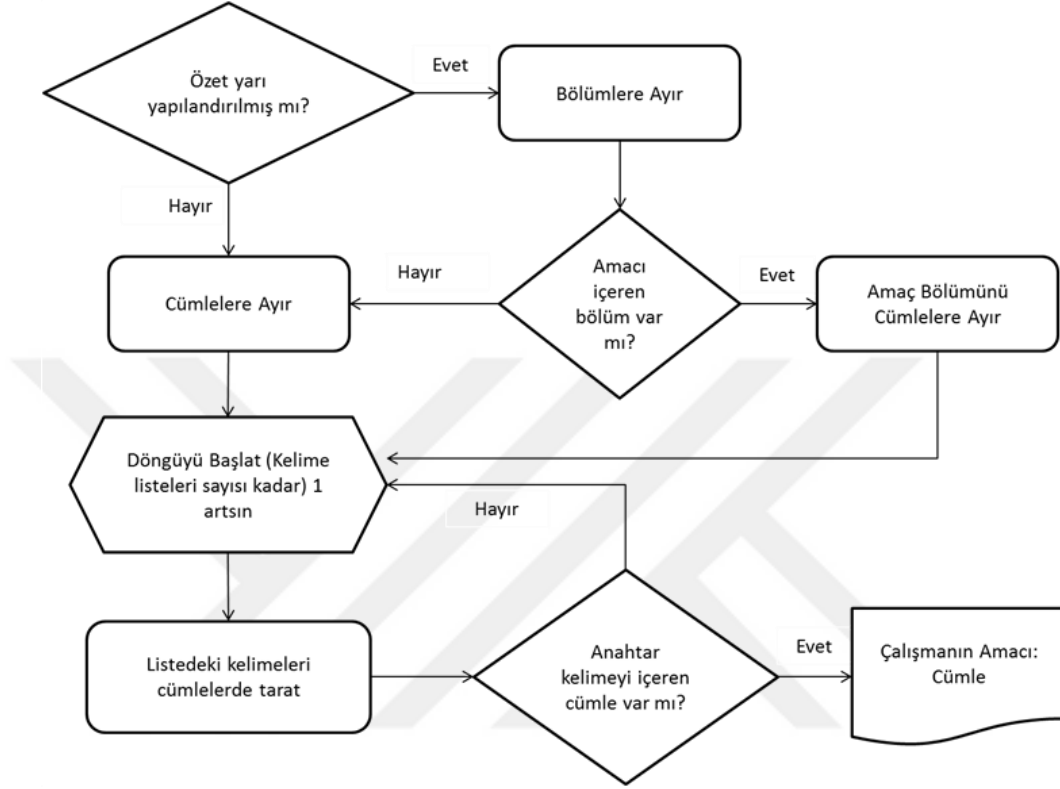 Özet yarı
yapılandırılmış mı?
Evet
Bölümlere Ayır
Hayır
Cümlelere Ayır
Hayır
Amacı
içeren
bölüm var
mı?
Evet
Amaç Bölümünü
Cümlelere Ayır
Döngüyü Başlat (Kelime
listeleri sayısı kadar) 1
artsın
Hayır
Listedeki kelimeleri
cümlelerde tarat
Anahtar
kelimeyi içeren
cümle var mı?
Evet
Çalışmanın Amacı:
Cümle